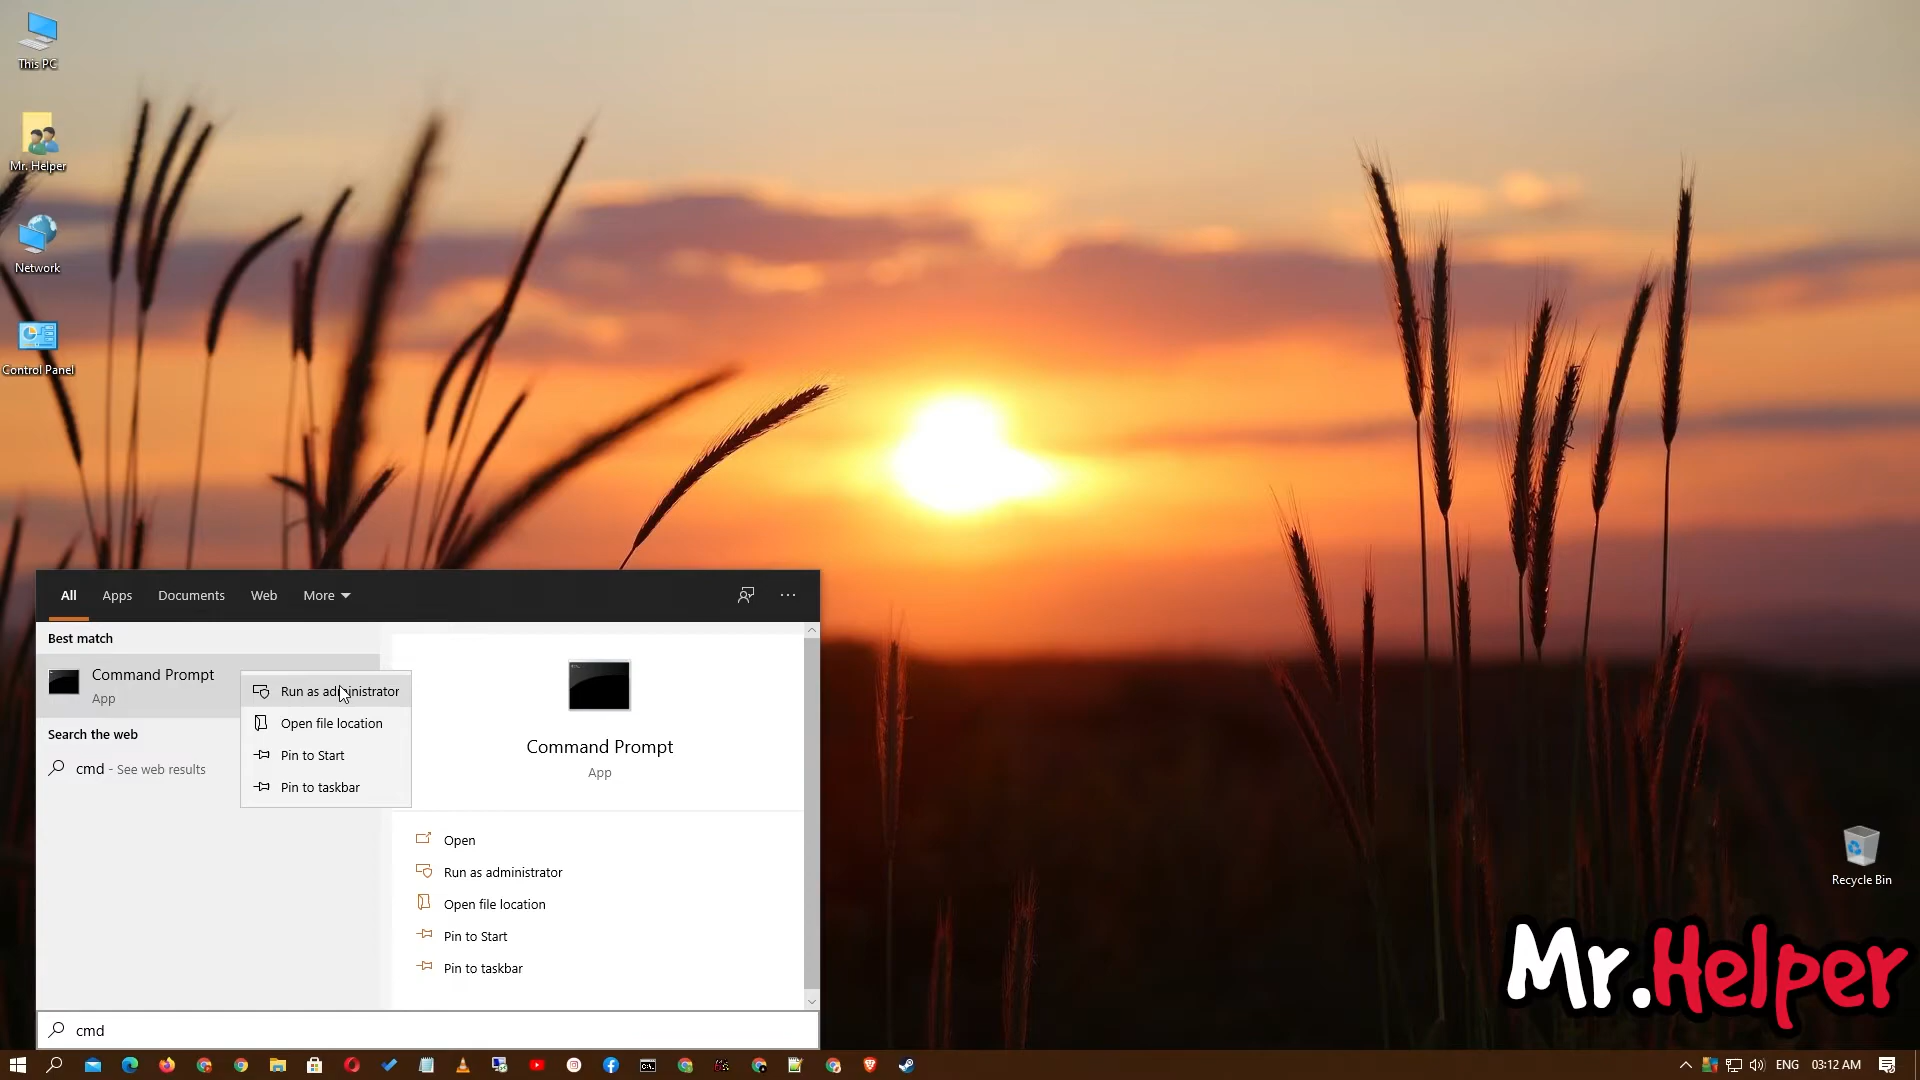 This PC
Mr. Helper
Network
Control Panel
All Apps Documents Web More
Best match
Command Prompt
App
Run as administrator
Open file location
Pin to Start
Pin to taskbar
Search the web
cmd - See web results
Command Prompt
App
Open
Run as administrator
Open file location
Pin to Start
Pin to taskbar
cmd
Recycle Bin
Mr.Helper
ENG 03:12 AM